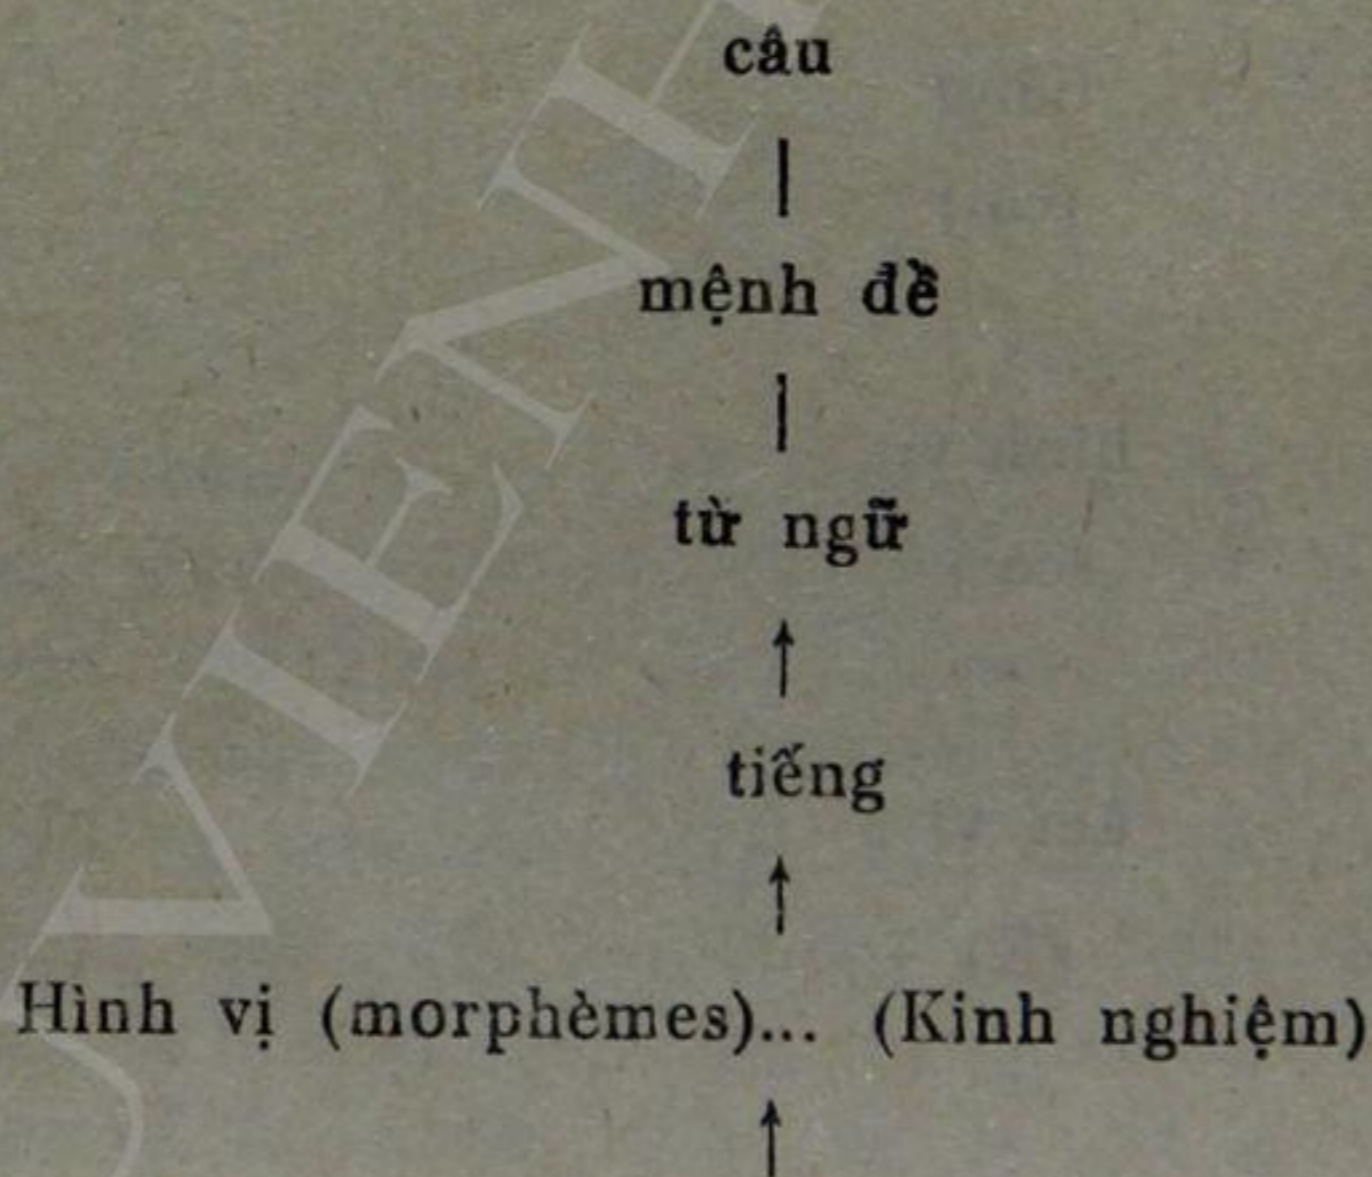 câu
mệnh đề
từ ngữ
tiếng
Hình vị (morphèmes)... (Kinh nghiệm)